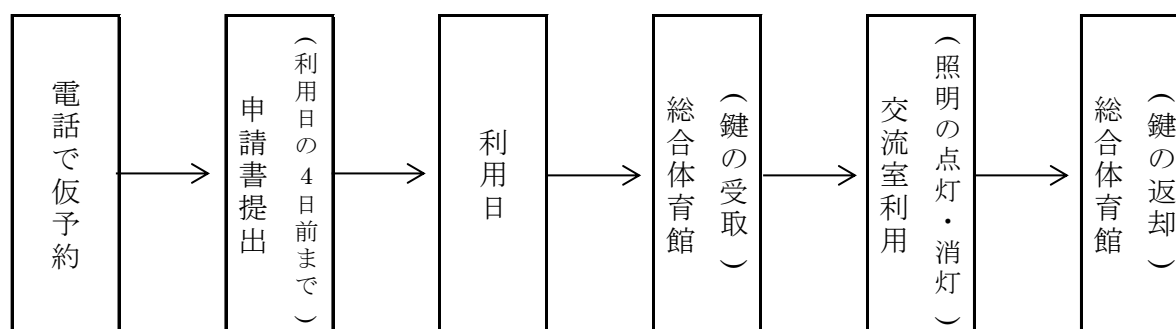 電話で仮予約
申請書提出
（利用日の４日前まで）
利用日
総合体育館
（鍵の受取）
交流室利用
（照明の点灯・消灯）
総合体育館
（鍵の返却）